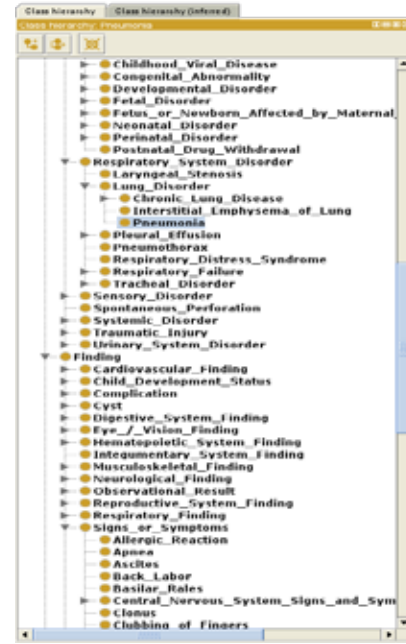 Class hierarchy Class hierarchy (inferred)
Class hierarchy: Pneumonia
Childhood_Viral_Disease
Congenital_Abnormality
Developmental_Disorder
Fetal_Disorder
Fetus_or_Newborn_Affected_by_Maternal_
Neonatal_Disorder
Perinatal_Disorder
Postnatal_Drug_Withdrawal
Respiratory_System_Disorder
Laryngeal_Stenosis
Lung_Disorder
Chronic_Lung_Disease
Interstitial_Emphysema_of_Lung
Pneumonia
Pleural_Effusion
Pneumothorax
Respiratory_Distress_Syndrome
Respiratory_Failure
Tracheal_Disorder
Sensory_Disorder
Spontaneous_Perforation
Systemic_Disorder
Traumatic_Injury
Urinary_System_Disorder
Finding
Cardiovascular_Finding
Child_Development_Status
Complication
Cyst
Digestive_System_Finding
Eye_/_Vision_Finding
Hematopoietic_System_Finding
Integumentary_System_Finding
Musculoskeletal_Finding
Neurological_Finding
Observational_Result
Reproductive_System_Finding
Respiratory_Finding
Signs_or_Symptoms
Allergic_Reaction
Apnea
Ascites
Back_Labor
Basilar_Rales
Central_Nervous_System_Signs_and_Sym
Clonus
Clubbing_of_Fingers